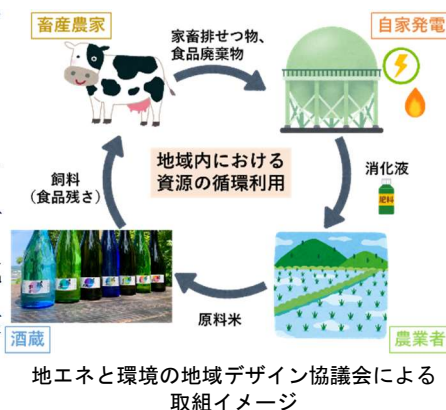 畜産農家
家畜排せつ物、
食品廃棄物
自家発電
地域内における
資源の循環利用
消化液
肥料
飼料
(食品残さ)
原料米
酒蔵
農業者
地エネと環境の地域デザイン協議会による
取組イメージ